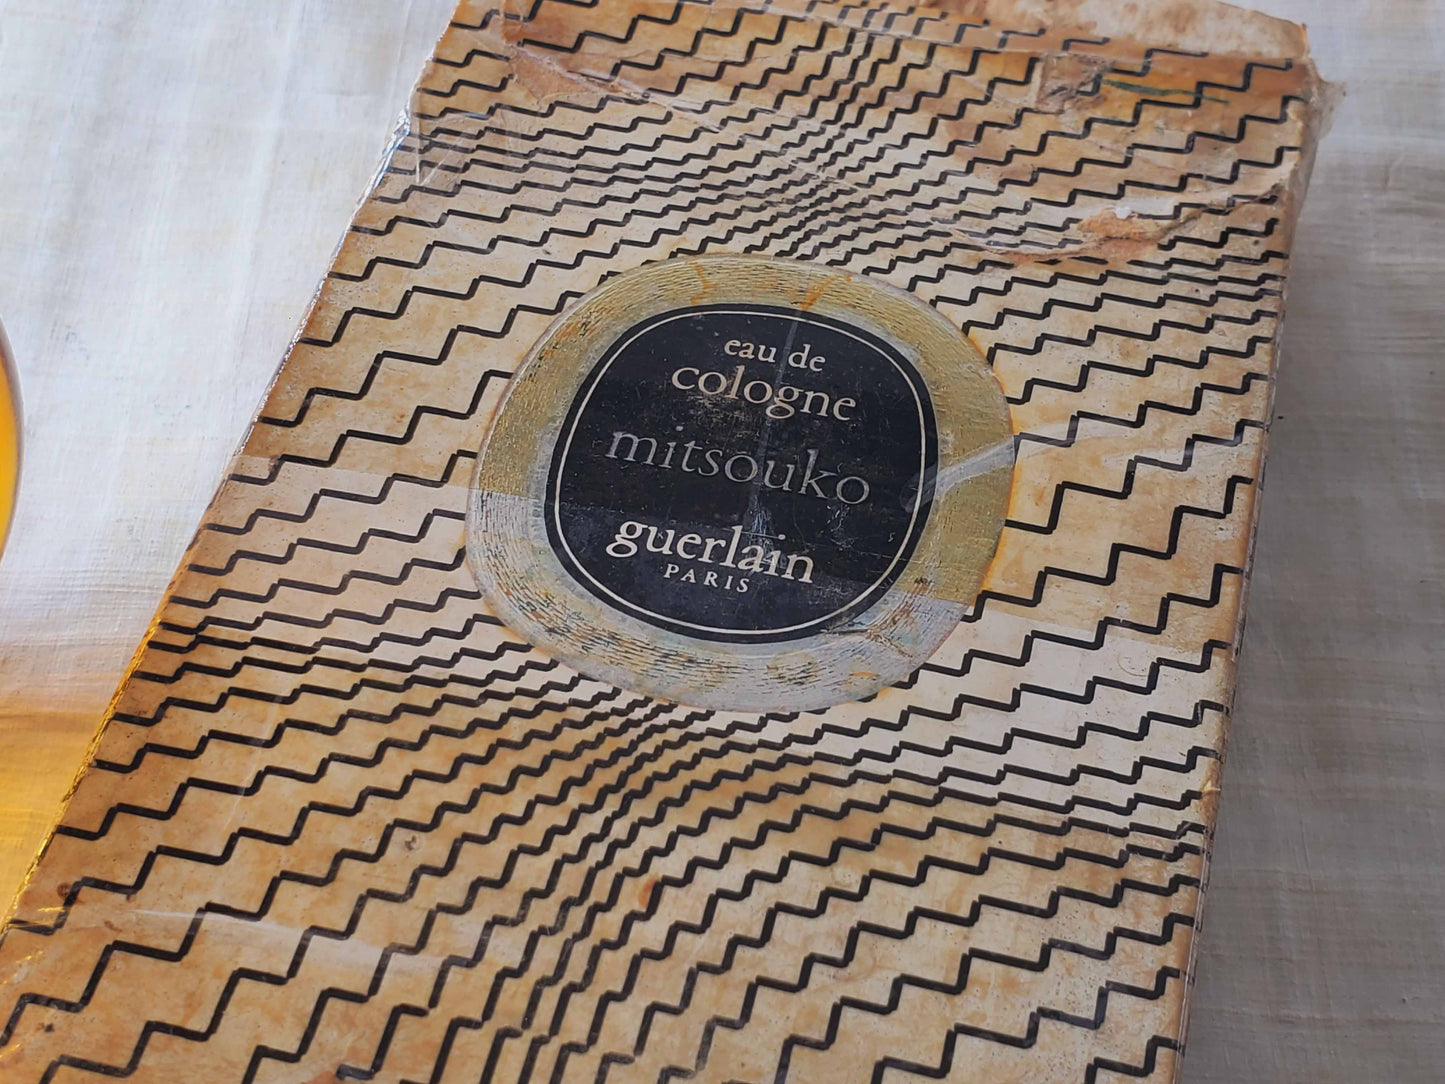 eau de
cologne
mitsouko
guerlain
PARIS